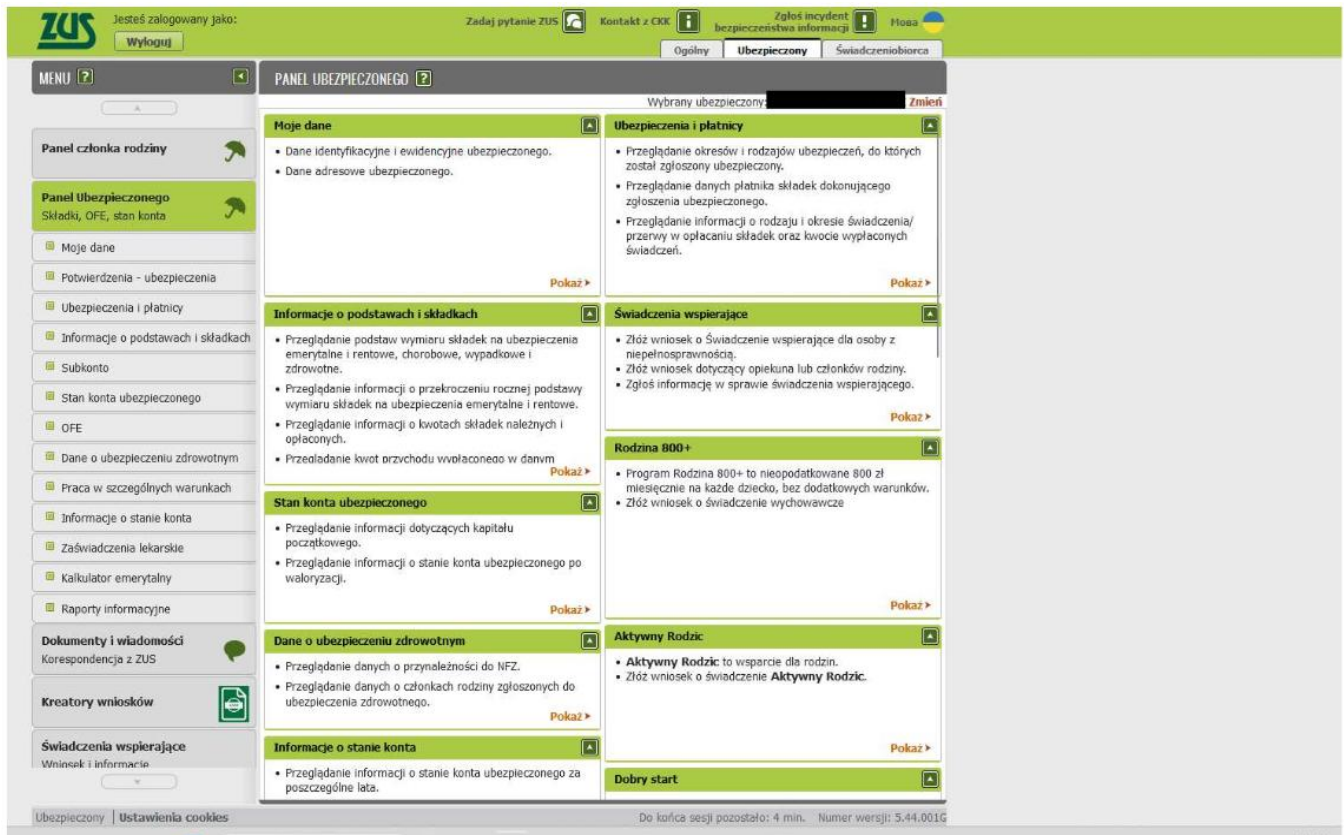 ZUS
Jesteś zalogowany jako:
Wyloguj
Zadaj pytanie ZUS
Kontakt z CKK
Zgłoś incydent
bezpieczeństwa informacji
Мова
Ogólny
Ubezpieczony
Świadczeniobiorca
MENU ?
PANEL UBEZPIECZONEGO ?
Wybrany ubezpieczony:
Zmień
Panel członka rodziny
Panel Ubezpieczonego
Składki, OFE, stan konta
Moje dane
Potwierdzenia - ubezpieczenia
Ubezpieczenia i płatnicy
Informacje o podstawach i składkach
Subkonto
Stan konta ubezpieczonego
OFE
Dane o ubezpieczeniu zdrowotnym
Praca w szczególnych warunkach
Informacje o stanie konta
Zaświadczenia lekarskie
Kalkulator emerytalny
Raporty informacyjne
Dokumenty i wiadomości
Korespondencja z ZUS
Kreatory wniosków
Świadczenia wspierające
Wniosek i informacje
Moje dane
• Dane identyfikacyjne i ewidencyjne ubezpieczonego.
• Dane adresowe ubezpieczonego.
Pokaż
Informacje o podstawach i składkach
• Przeglądanie podstaw wymiaru składek na ubezpieczenia
emerytalne i rentowe, chorobowe, wypadkowe i
zdrowotne.
• Przeglądanie informacji o przekroczeniu rocznej podstawy
wymiaru składek na ubezpieczenia emerytalne i rentowe.
• Przeglądanie informacji o kwotach składek należnych i
opłaconych.
• Przeglądanie kwot przychodu wypłaconego w danym
Pokaż
Stan konta ubezpieczonego
• Przeglądanie informacji dotyczących kapitału
początkowego.
• Przeglądanie informacji o stanie konta ubezpieczonego po
waloryzacji.
Pokaż
Dane o ubezpieczeniu zdrowotnym
• Przeglądanie danych o przynależności do NFZ.
• Przeglądanie danych o członkach rodziny zgłoszonych do
ubezpieczenia zdrowotnego.
Pokaż
Informacje o stanie konta
• Przeglądanie informacji o stanie konta ubezpieczonego za
poszczególne lata.
Ubezpieczenia i płatnicy
• Przeglądanie okresów i rodzajów ubezpieczeń, do których
został zgłoszony ubezpieczony.
• Przeglądanie danych płatnika składek dokonującego
zgłoszenia ubezpieczonego.
• Przeglądanie informacji o rodzaju i okresie świadczenia/
przerwy w opłacaniu składek oraz kwocie wypłaconych
świadczeń.
Pokaż
Świadczenia wspierające
• Złóż wniosek o Świadczenie wspierające dla osoby z
niepełnosprawnością.
• Złóż wniosek dotyczący opiekuna lub członków rodziny.
• Zgłoś informację w sprawie świadczenia wspierającego.
Pokaż
Rodzina 800+
• Program Rodzina 800+ to nieopodatkowane 800 zł
miesięcznie na każde dziecko, bez dodatkowych warunków.
• Złóż wniosek o świadczenie wychowawcze
Pokaż
Aktywny Rodzic
• Aktywny Rodzic to wsparcie dla rodzin.
• Złóż wniosek o świadczenie Aktywny Rodzic.
Pokaż
Dobry start
Ubezpieczony | Ustawienia cookies
Do końca sesji pozostało: 4 min. Numer wersji: 5.44.001G